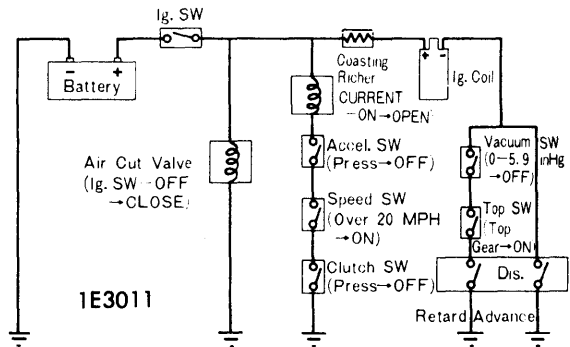 Ig. SW
Battery
- +
Coasting
Richer
CURRENT
-ON→OPEN
+ -
Ig. Coil
Air Cut Valve
(Ig. SW-OFF
→CLOSE)
Accel. SW
(Press→OFF)
Speed SW
(Over 20 MPH
→ON)
Clutch SW
(Press→OFF)
Vacuum SW
(0-5.9 inHg
→OFF)
Top SW
(Top
Gear→ON)
Dis.
Retard Advance
1E3011